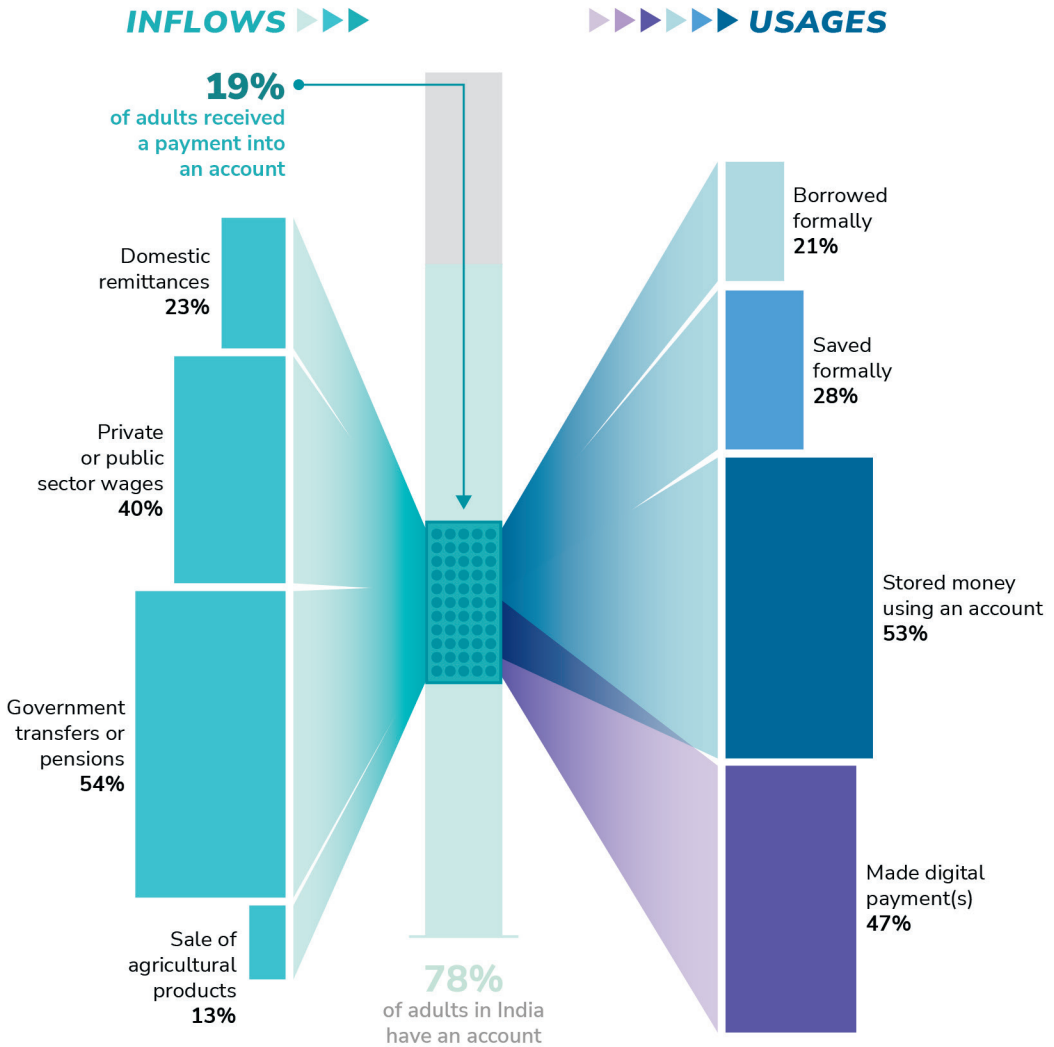 INFLOWS
USAGES
19%
of adults received
a payment into
an account
Domestic
remittances
23%
Private
or public
sector wages
40%
Government
transfers or
pensions
54%
Sale of
agricultural
products
13%
78%
of adults in India
have an account
Borrowed
formally
21%
Saved
formally
28%
Stored money
using an account
53%
Made digital
payment(s)
47%